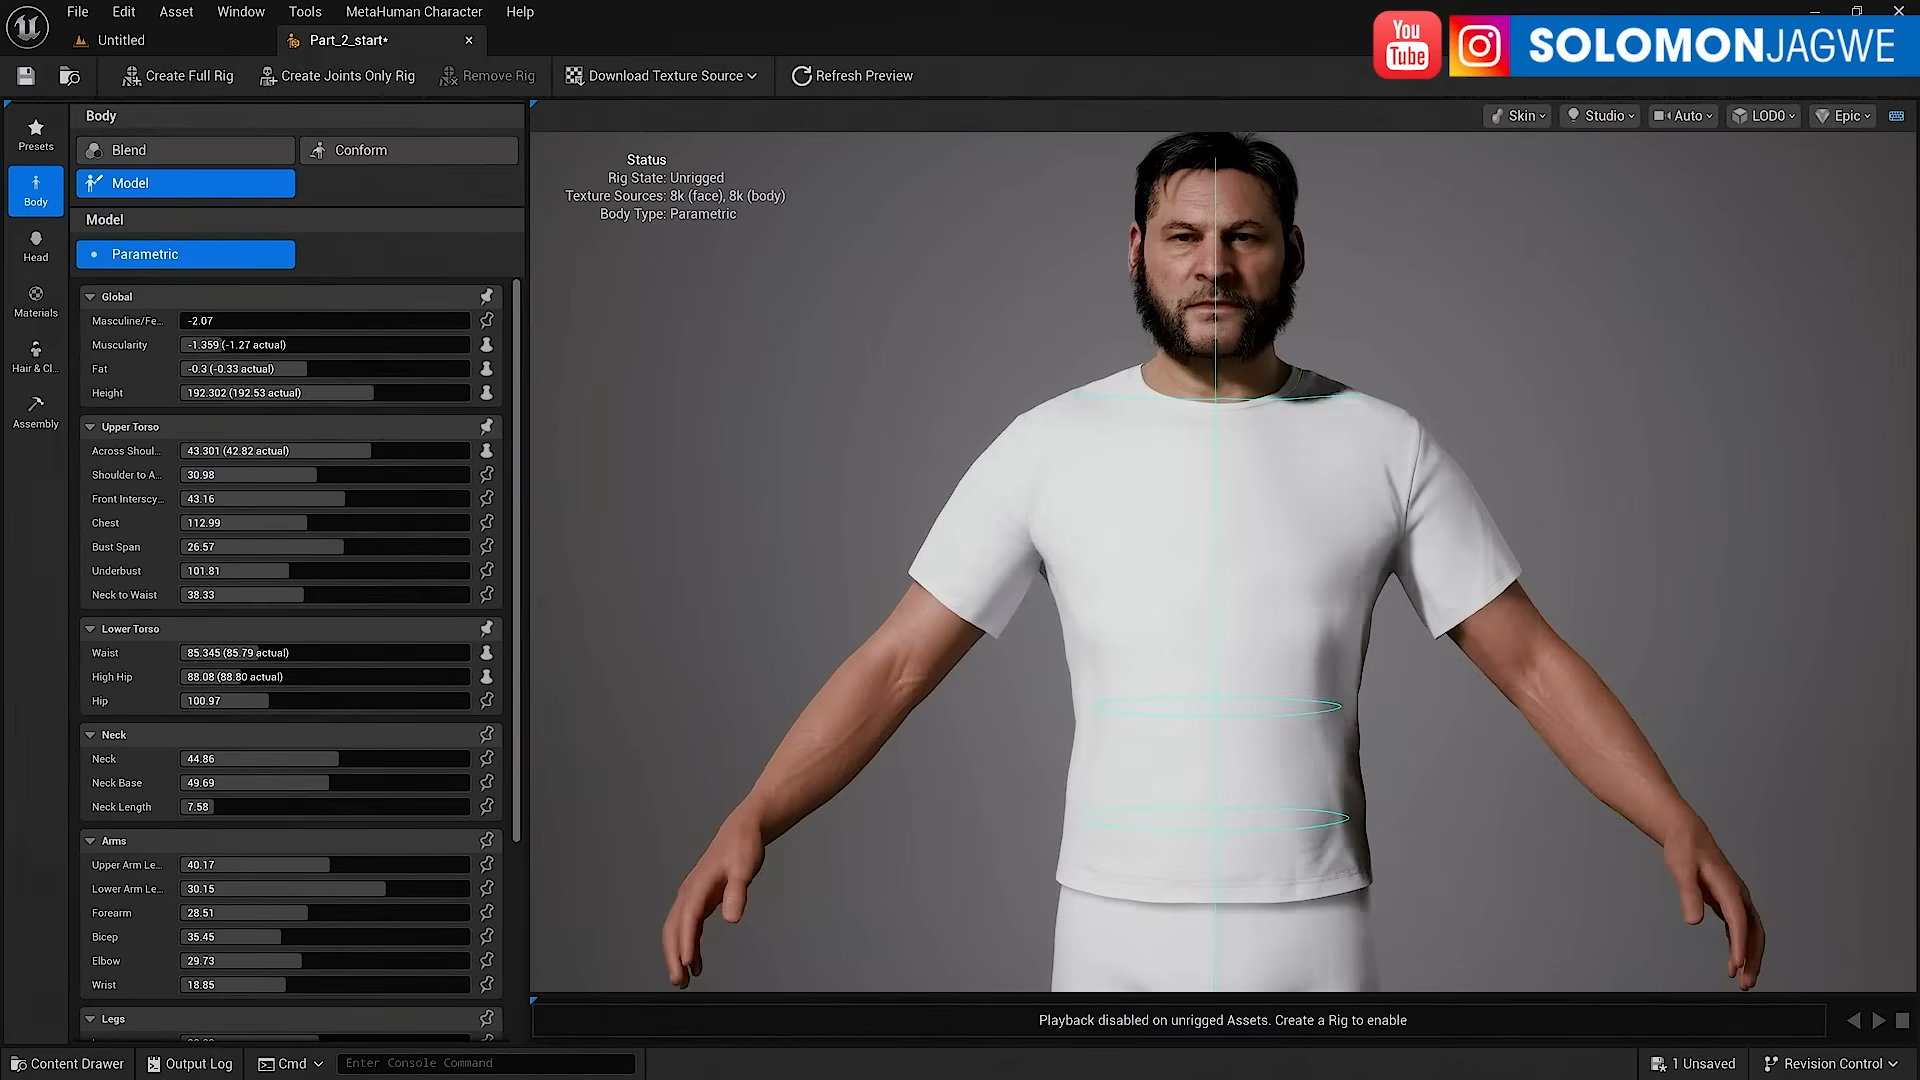 File Edit Asset Window Tools MetaHuman Character Help
Untitled
Part_2_start*
You Tube
SOLOMONJAGWE
Create Full Rig
Create Joints Only Rig
Remove Rig
Download Texture Source
Refresh Preview
Presets
Body
Head
Materials
Hair & Cl...
Assembly
Body
Blend
Conform
Model
Model
Parametric
Global
Masculine/Fe... -2.07
Muscularity -1.359 (-1.27 actual)
Fat -0.3 (-0.33 actual)
Height 192.302 (192.53 actual)
Upper Torso
Across Shoul... 43.301 (42.82 actual)
Shoulder to A... 30.98
Front Interscy... 43.16
Chest 112.99
Bust Span 26.57
Underbust 101.81
Neck to Waist 38.33
Lower Torso
Waist 85.345 (85.79 actual)
High Hip 88.08 (88.80 actual)
Hip 100.97
Neck
Neck 44.86
Neck Base 49.69
Neck Length 7.58
Arms
Upper Arm Le... 40.17
Lower Arm Le... 30.15
Forearm 28.51
Bicep 35.45
Elbow 29.73
Wrist 18.85
Legs
Skin
Studio
Auto
LOD0
Epic
Status
Rig State: Unrigged
Texture Sources: 8k (face), 8k (body)
Body Type: Parametric
Playback disabled on unrigged Assets. Create a Rig to enable
Content Drawer
Output Log
Cmd
Enter Console Command
1 Unsaved
Revision Control